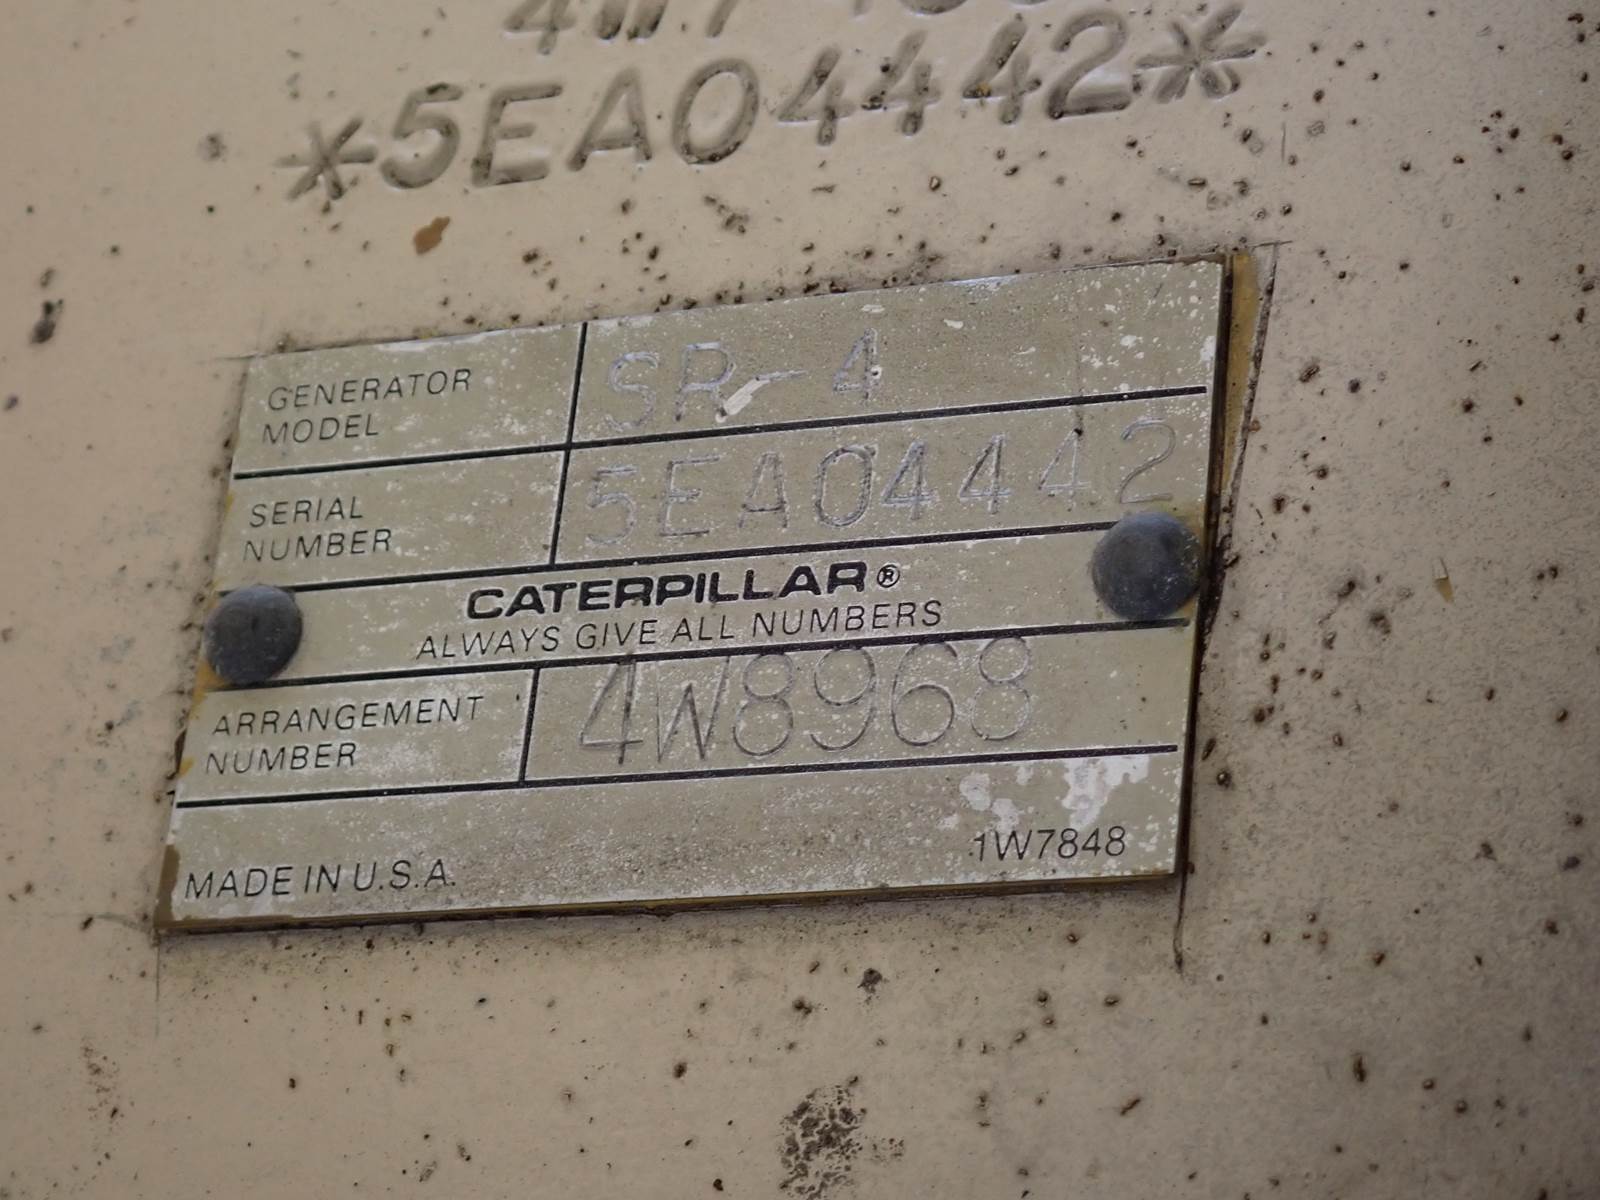 *5EA04442*
GENERATOR MODEL SR-4
SERIAL NUMBER 5EA04442
CATERPILLAR®
ALWAYS GIVE ALL NUMBERS
ARRANGEMENT NUMBER 4W8968
MADE IN U.S.A.
1W7848